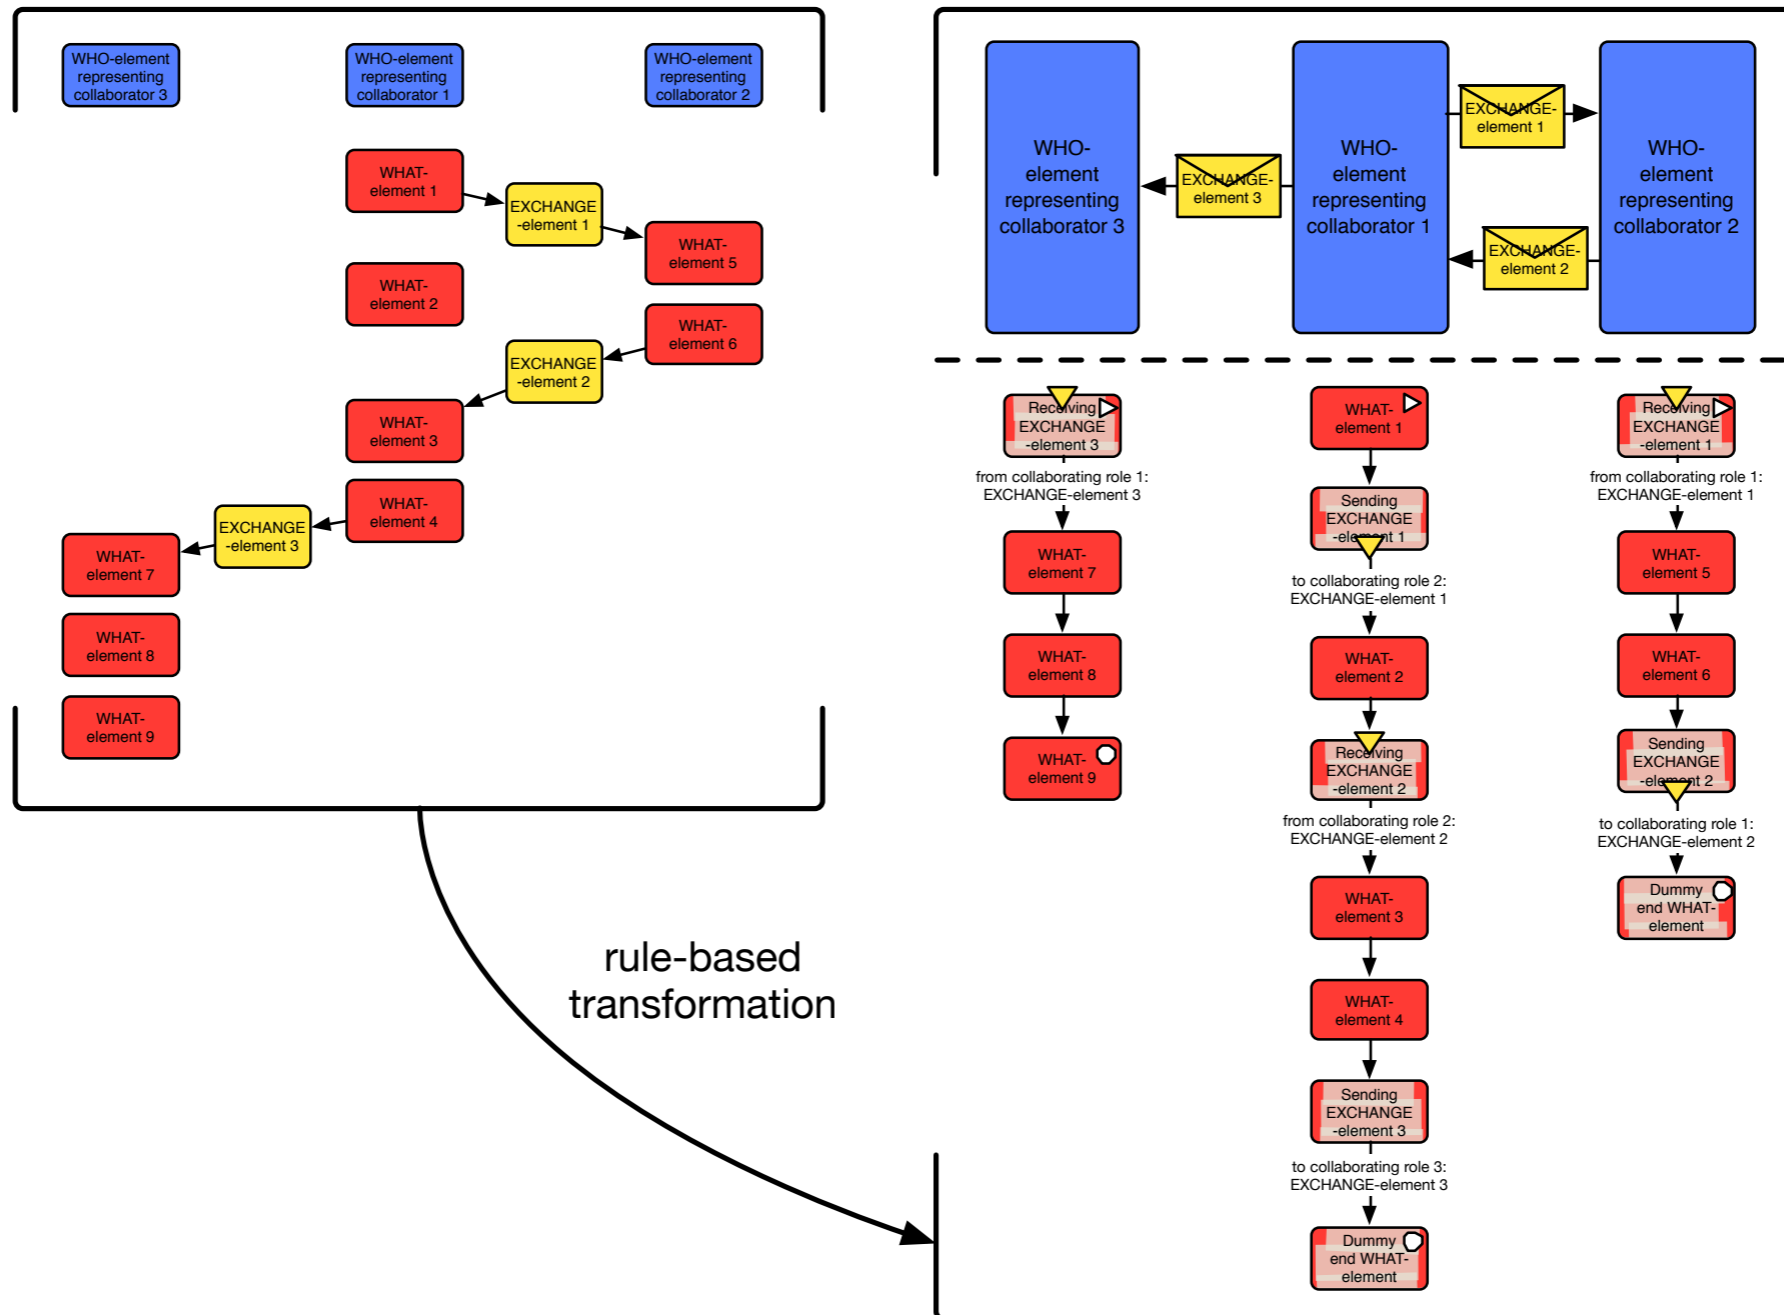 WHO-element
representing
collaborator 3
WHO-element
representing
collaborator 1
WHO-element
representing
collaborator 2
WHAT-
element 1
EXCHANGE
-element 1
WHAT-
element 5
WHAT-
element 2
WHAT-
element 6
EXCHANGE
-element 2
WHAT-
element 3
WHAT-
element 4
EXCHANGE
-element 3
WHAT-
element 7
WHAT-
element 8
WHAT-
element 9
rule-based
transformation
WHO-
element
representing
collaborator 3
EXCHANGE-
element 3
WHO-
element
representing
collaborator 1
EXCHANGE-
element 1
EXCHANGE-
element 2
WHO-
element
representing
collaborator 2
Receiving
EXCHANGE
-element 3
from collaborating role 1:
EXCHANGE-element 3
WHAT-
element 7
WHAT-
element 8
WHAT-
element 9
WHAT-
element 1
Sending
EXCHANGE
-element 1
to collaborating role 2:
EXCHANGE-element 1
WHAT-
element 2
Receiving
EXCHANGE
-element 2
from collaborating role 2:
EXCHANGE-element 2
WHAT-
element 3
WHAT-
element 4
Sending
EXCHANGE
-element 3
to collaborating role 3:
EXCHANGE-element 3
Dummy
end WHAT-
element
Receiving
EXCHANGE
-element 1
from collaborating role 1:
EXCHANGE-element 1
WHAT-
element 5
WHAT-
element 6
Sending
EXCHANGE
-element 2
to collaborating role 1:
EXCHANGE-element 2
Dummy
end WHAT-
element